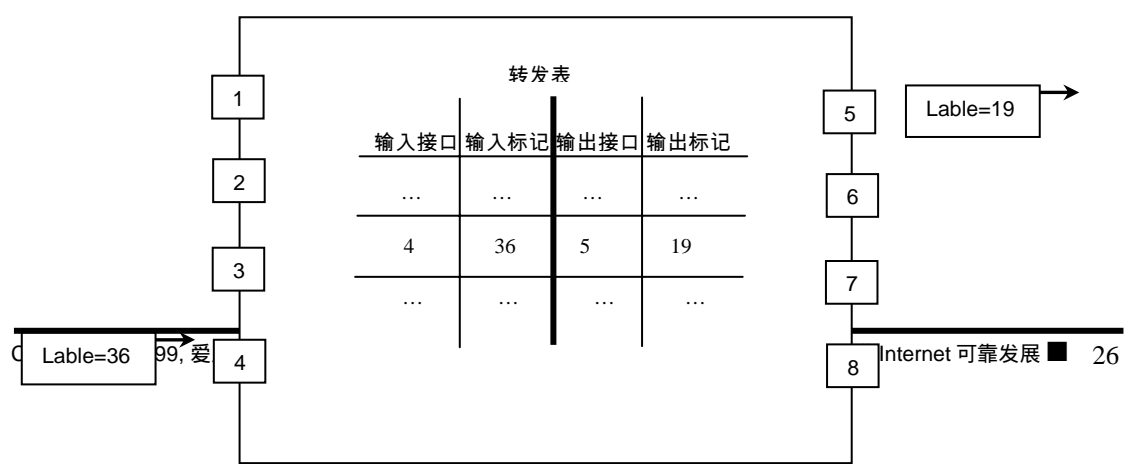 转发表
1
5
Lable=19
输入接口 输入标记 输出接口 输出标记
2
… … … …
6
4 36 5 19
3
7
… … … …
Lable=36
99, 爱
4
8
Internet 可靠发展 ■ 26